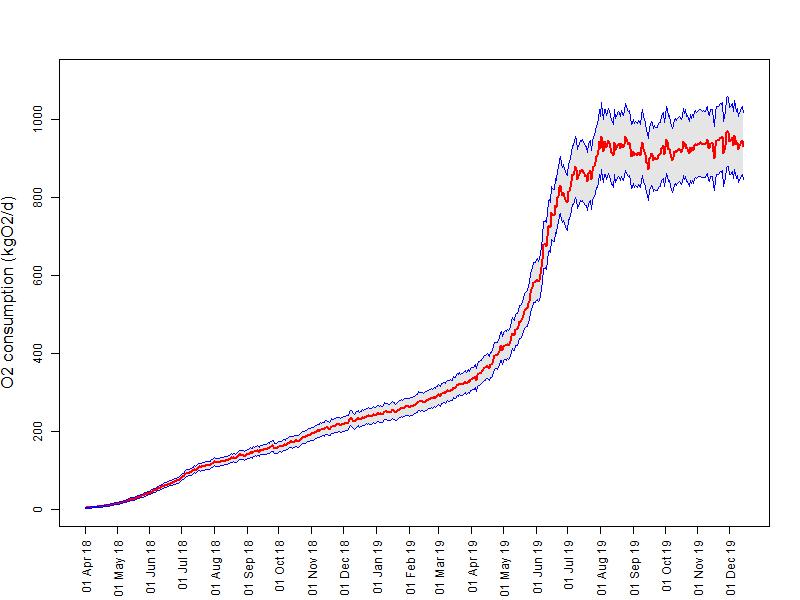 O2 consumption (kgO2/d)
1000
800
600
400
200
0
01 Apr 18
01 May 18
01 Jun 18
01 Jul 18
01 Aug 18
01 Sep 18
01 Oct 18
01 Nov 18
01 Dec 18
01 Jan 19
01 Feb 19
01 Mar 19
01 Apr 19
01 May 19
01 Jun 19
01 Jul 19
01 Aug 19
01 Sep 19
01 Oct 19
01 Nov 19
01 Dec 19